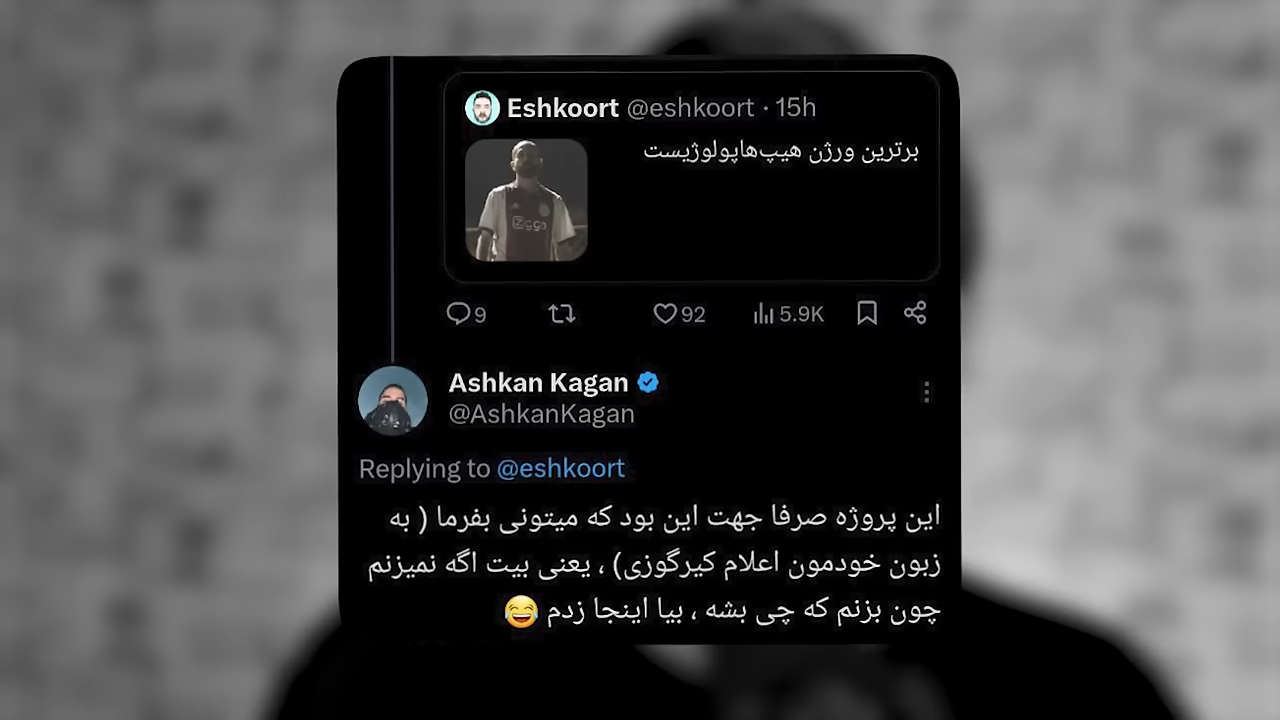 Eshkoort @eshkoort · 15h
برترین ورژن هیپ‌هاپولوژیست
Ziggo
9 92 5.9K
Ashkan Kagan
@AshkanKagan
Replying to @eshkoort
این پروژه صرفا جهت این بود که میتونی بفرما ( به
زبون خودمون اعلام کیرگوزی) ، یعنی بیت اگه نمیزنم
چون بزنم که چی بشه ، بیا اینجا زدم 😂